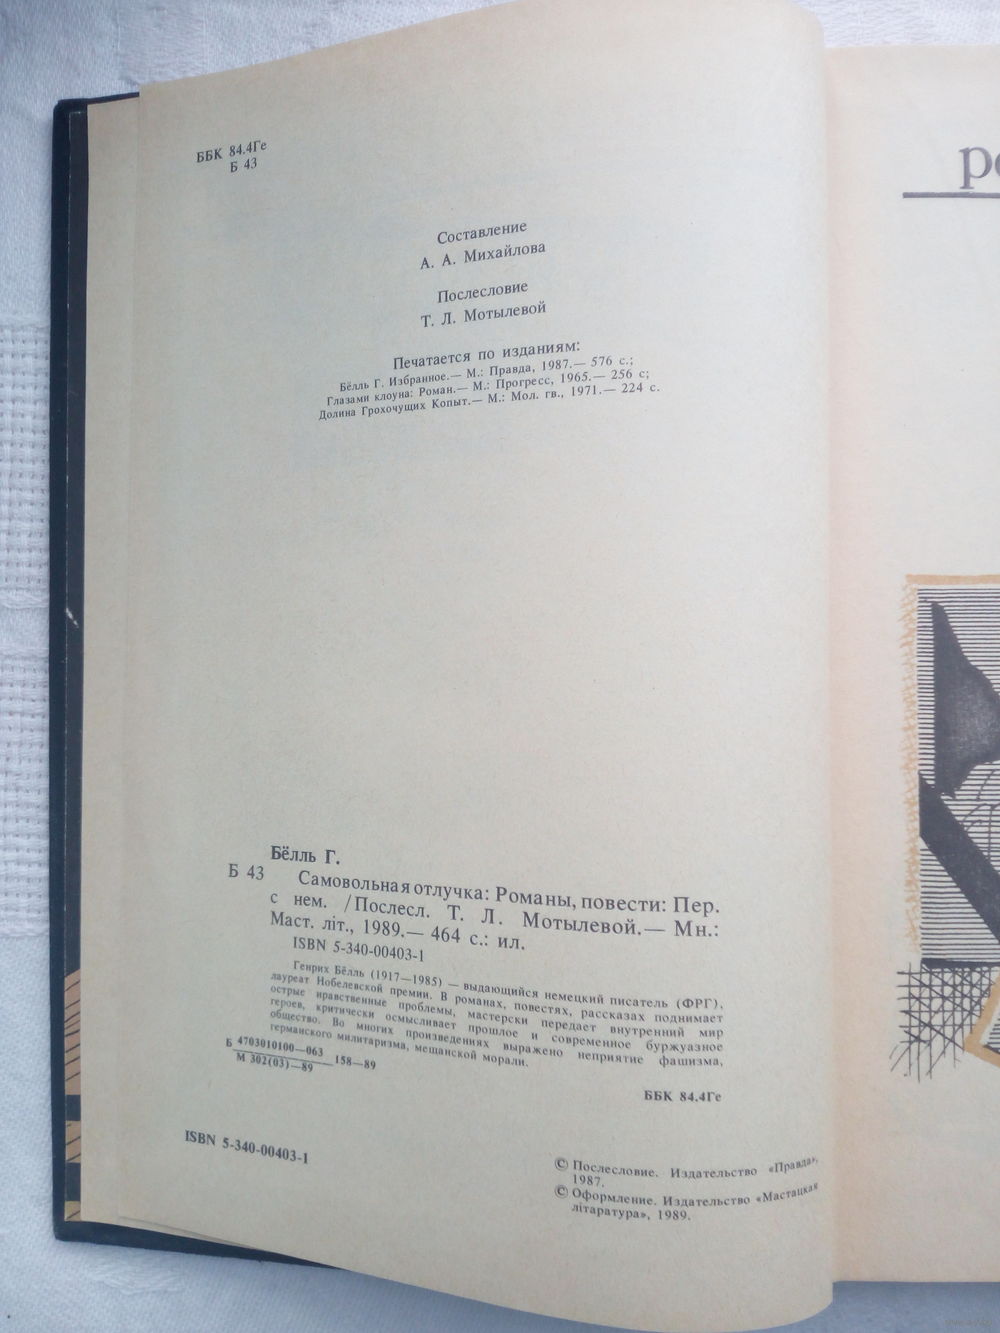 ББК 84.4Ге
Б 43
Составление
А. А. Михайлова
Послесловие
Т. Л. Мотылевой
Печатается по изданиям:
Бёлль Г. Избранное.— М.: Правда, 1987.— 576 с.;
Глазами клоуна: Роман.— М.: Прогресс, 1965.— 256 с;
Долина Грохочущих Копыт.— М.: Мол. гв., 1971.— 224 с.
Бёлль Г.
Б 43 Самовольная отлучка: Романы, повести: Пер.
с нем. /Послесл. Т. Л. Мотылевой.— Мн.:
Маст. літ., 1989.— 464 с.: ил.
ISBN 5-340-00403-1
Генрих Бёлль (1917—1985) — выдающийся немецкий писатель (ФРГ),
лауреат Нобелевской премии. В романах, повестях, рассказах поднимает
острые нравственные проблемы, мастерски передает внутренний мир
героев, критически осмысливает прошлое и современное буржуазное
общество. Во многих произведениях выражено неприятие фашизма,
германского милитаризма, мещанской морали.
Б 4703010100—063 158—89
М 302(03)—89
ББК 84.4Ге
ISBN 5-340-00403-1
© Послесловие. Издательство «Правда»,
1987.
© Оформление. Издательство «Мастацкая
літаратура», 1989.